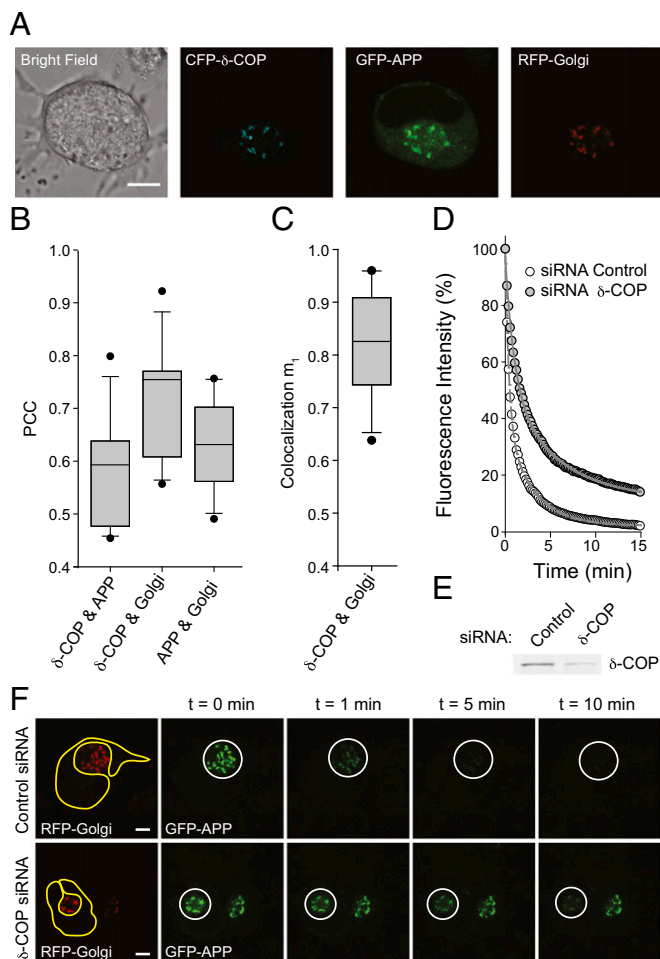 A
Bright Field
CFP-δ-COP
GFP-APP
RFP-Golgi
B
PCC
1.0
0.9
0.8
0.7
0.6
0.5
0.4
δ-COP & APP
δ-COP & Golgi
APP & Golgi
C
Colocalization m₁
1.0
0.9
0.8
0.7
0.6
0.5
0.4
δ-COP & Golgi
D
Fluorescence Intensity (%)
100
80
60
40
20
0
siRNA Control
siRNA δ-COP
0 5 10 15
Time (min)
E
siRNA: Control δ-COP
δ-COP
F
t = 0 min t = 1 min t = 5 min t = 10 min
Control siRNA
RFP-Golgi
GFP-APP
δ-COP siRNA
RFP-Golgi
GFP-APP